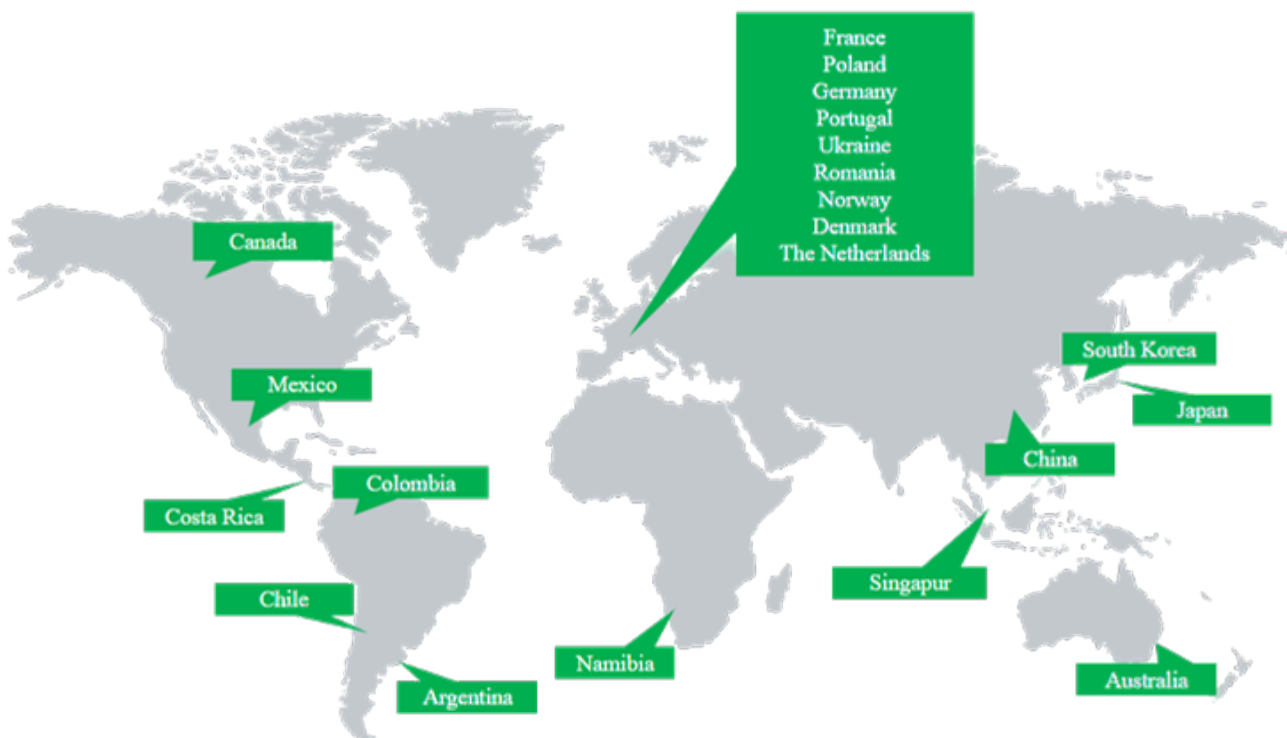 France
Poland
Germany
Portugal
Ukraine
Romania
Norway
Denmark
The Netherlands
Canada
South Korea
Mexico
Japan
China
Colombia
Costa Rica
Singapur
Chile
Namibia
Australia
Argentina